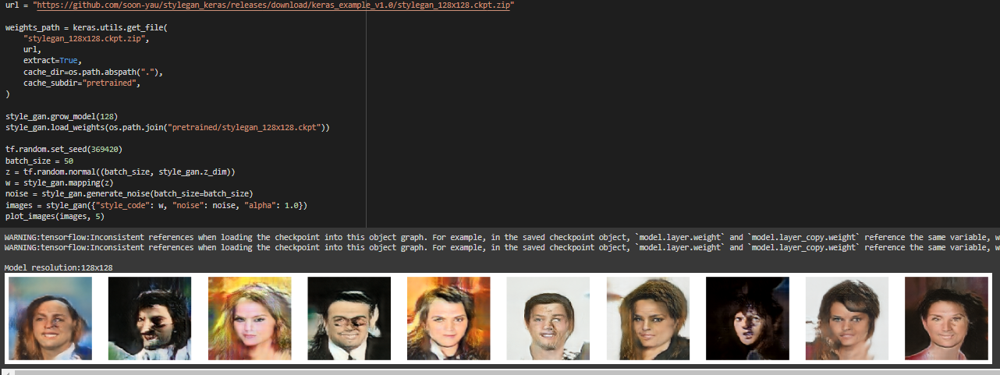 url = "https://github.com/soon-yau/stylegan_keras/releases/download/keras_example_v1.0/stylegan_128x128.ckpt.zip"
weights_path = keras.utils.get_file(
    "stylegan_128x128.ckpt.zip",
    url,
    extract=True,
    cache_dir=os.path.abspath("."),
    cache_subdir="pretrained",
)
style_gan.grow_model(128)
style_gan.load_weights(os.path.join("pretrained/stylegan_128x128.ckpt"))
tf.random.set_seed(369420)
batch_size = 50
z = tf.random.normal((batch_size, style_gan.z_dim))
w = style_gan.mapping(z)
noise = style_gan.generate_noise(batch_size=batch_size)
images = style_gan({"style_code": w, "noise": noise, "alpha": 1.0})
plot_images(images, 5)
WARNING:tensorflow:Inconsistent references when loading the checkpoint into this object graph. For example, in the saved checkpoint object, `model.layer.weight` and `model.layer_copy.weight` reference the same variable, w
WARNING:tensorflow:Inconsistent references when loading the checkpoint into this object graph. For example, in the saved checkpoint object, `model.layer.weight` and `model.layer_copy.weight` reference the same variable, w
Model resolution:128x128